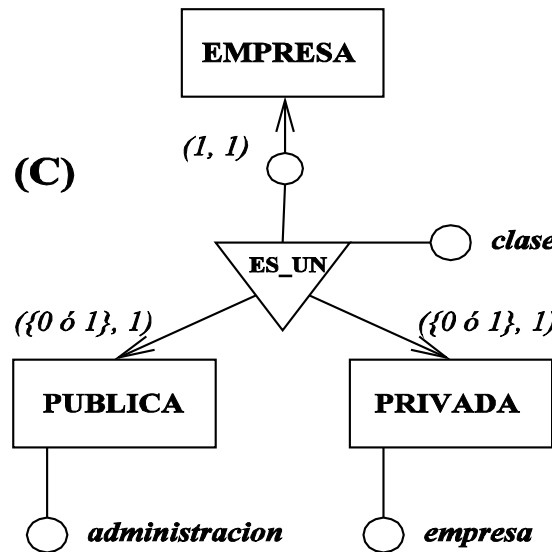 EMPRESA
(1, 1)
(C)
clase
ES_UN
({0 ó 1}, 1)
({0 ó 1}, 1)
PUBLICA
PRIVADA
administracion
empresa